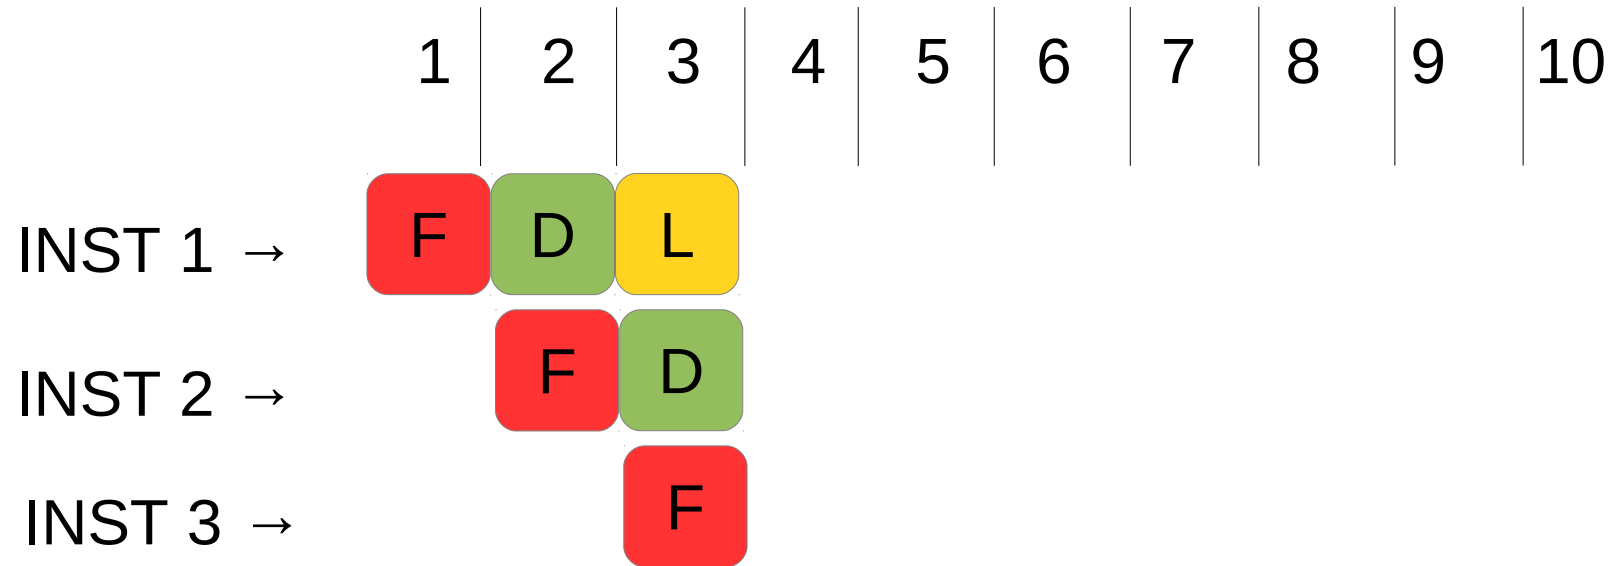 1 2 3 4 5 6 7 8 9 10
INST 1 → F D L
INST 2 → F D
INST 3 → F